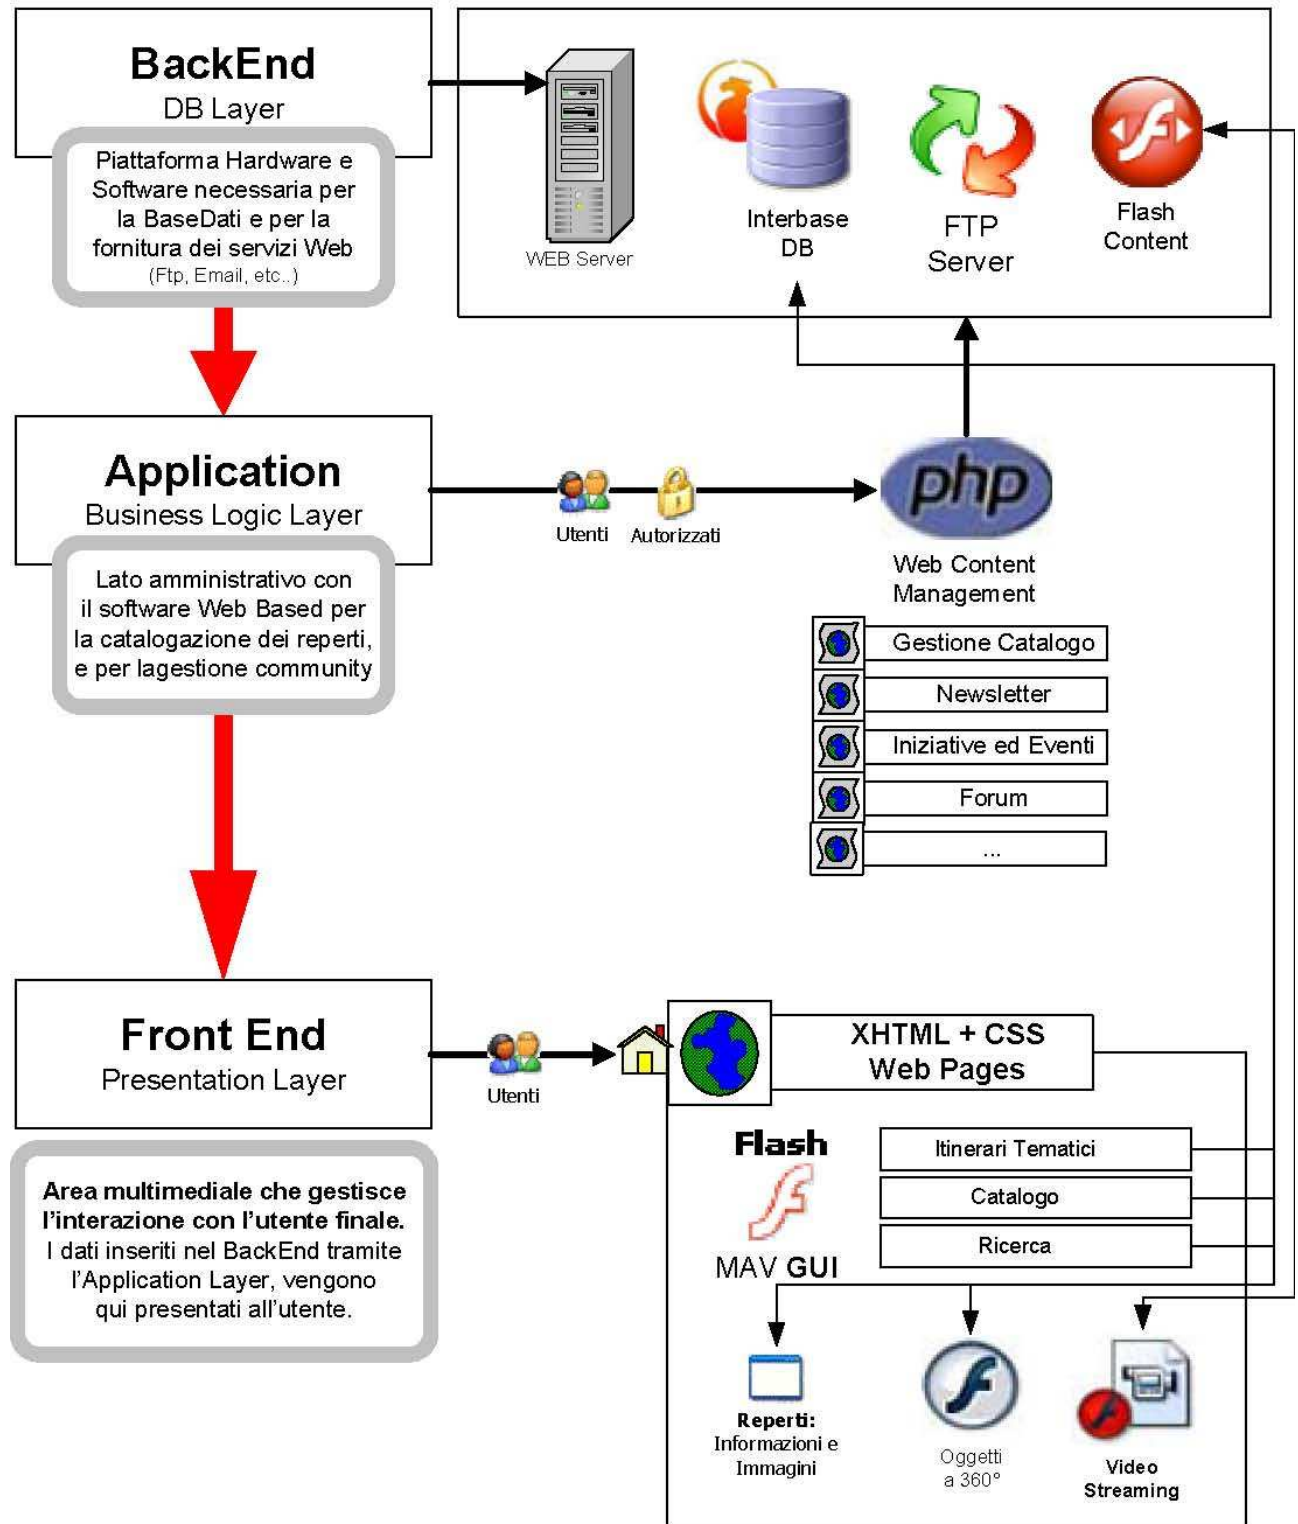 BackEnd
DB Layer
Piattaforma Hardware e
Software necessaria per
la BaseDati e per la
fornitura dei servizi Web
(Ftp, Email, etc..)
WEB Server
Interbase
DB
FTP
Server
Flash
Content
Application
Business Logic Layer
Lato amministrativo con
il software Web Based per
la catalogazione dei reperti,
e per lagestione community
Utenti
Autorizzati
php
Web Content
Management
Gestione Catalogo
Newsletter
Iniziative ed Eventi
Forum
...
Front End
Presentation Layer
Area multimediale che gestisce
l'interazione con l'utente finale.
I dati inseriti nel BackEnd tramite
l'Application Layer, vengono
qui presentati all'utente.
Utenti
XHTML + CSS
Web Pages
Flash
MAV GUI
Itinerari Tematici
Catalogo
Ricerca
Reperti:
Informazioni e
Immagini
Oggetti
a 360°
Video
Streaming